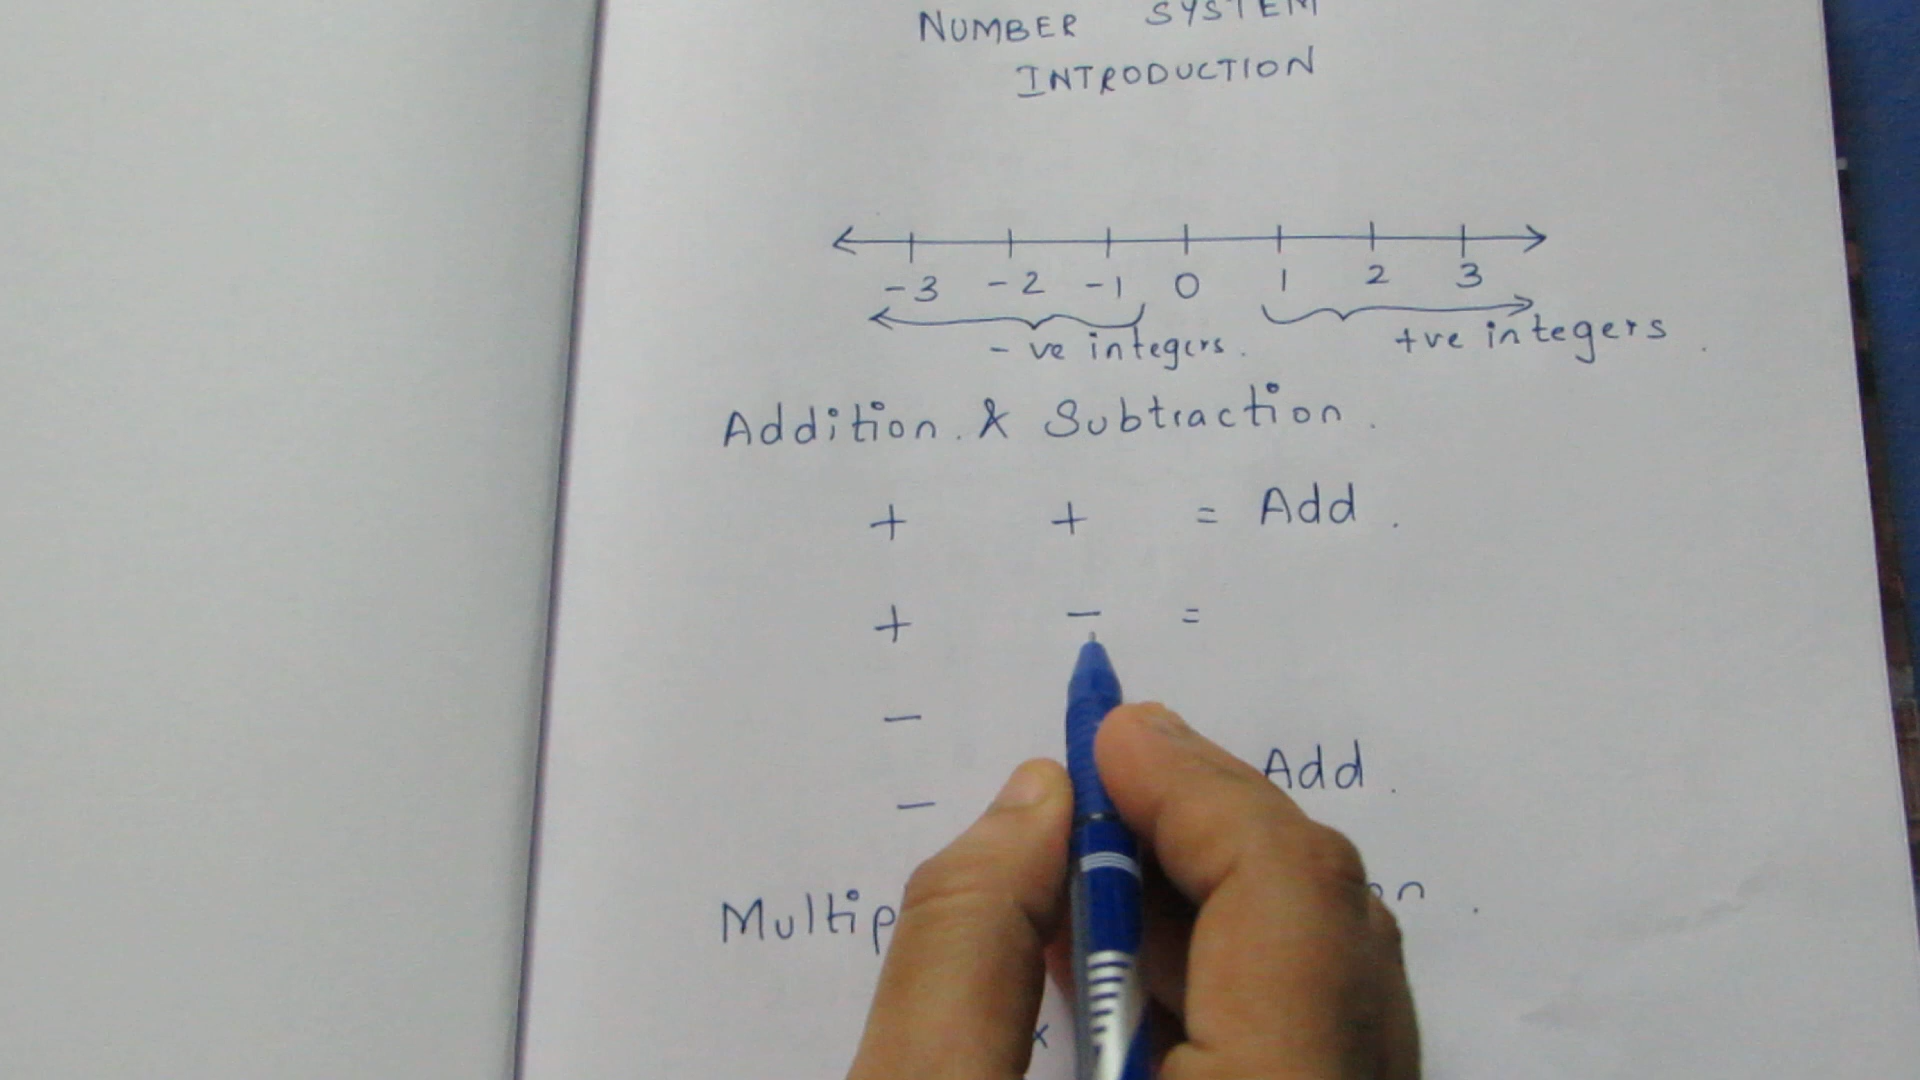 NUMBER SYSTEM
INTRODUCTION
-3 -2 -1 0 1 2 3
- ve integers. +ve integers.
Addition. & Subtraction.
+ + = Add.
+ - =
-
- Add.
Multip
x